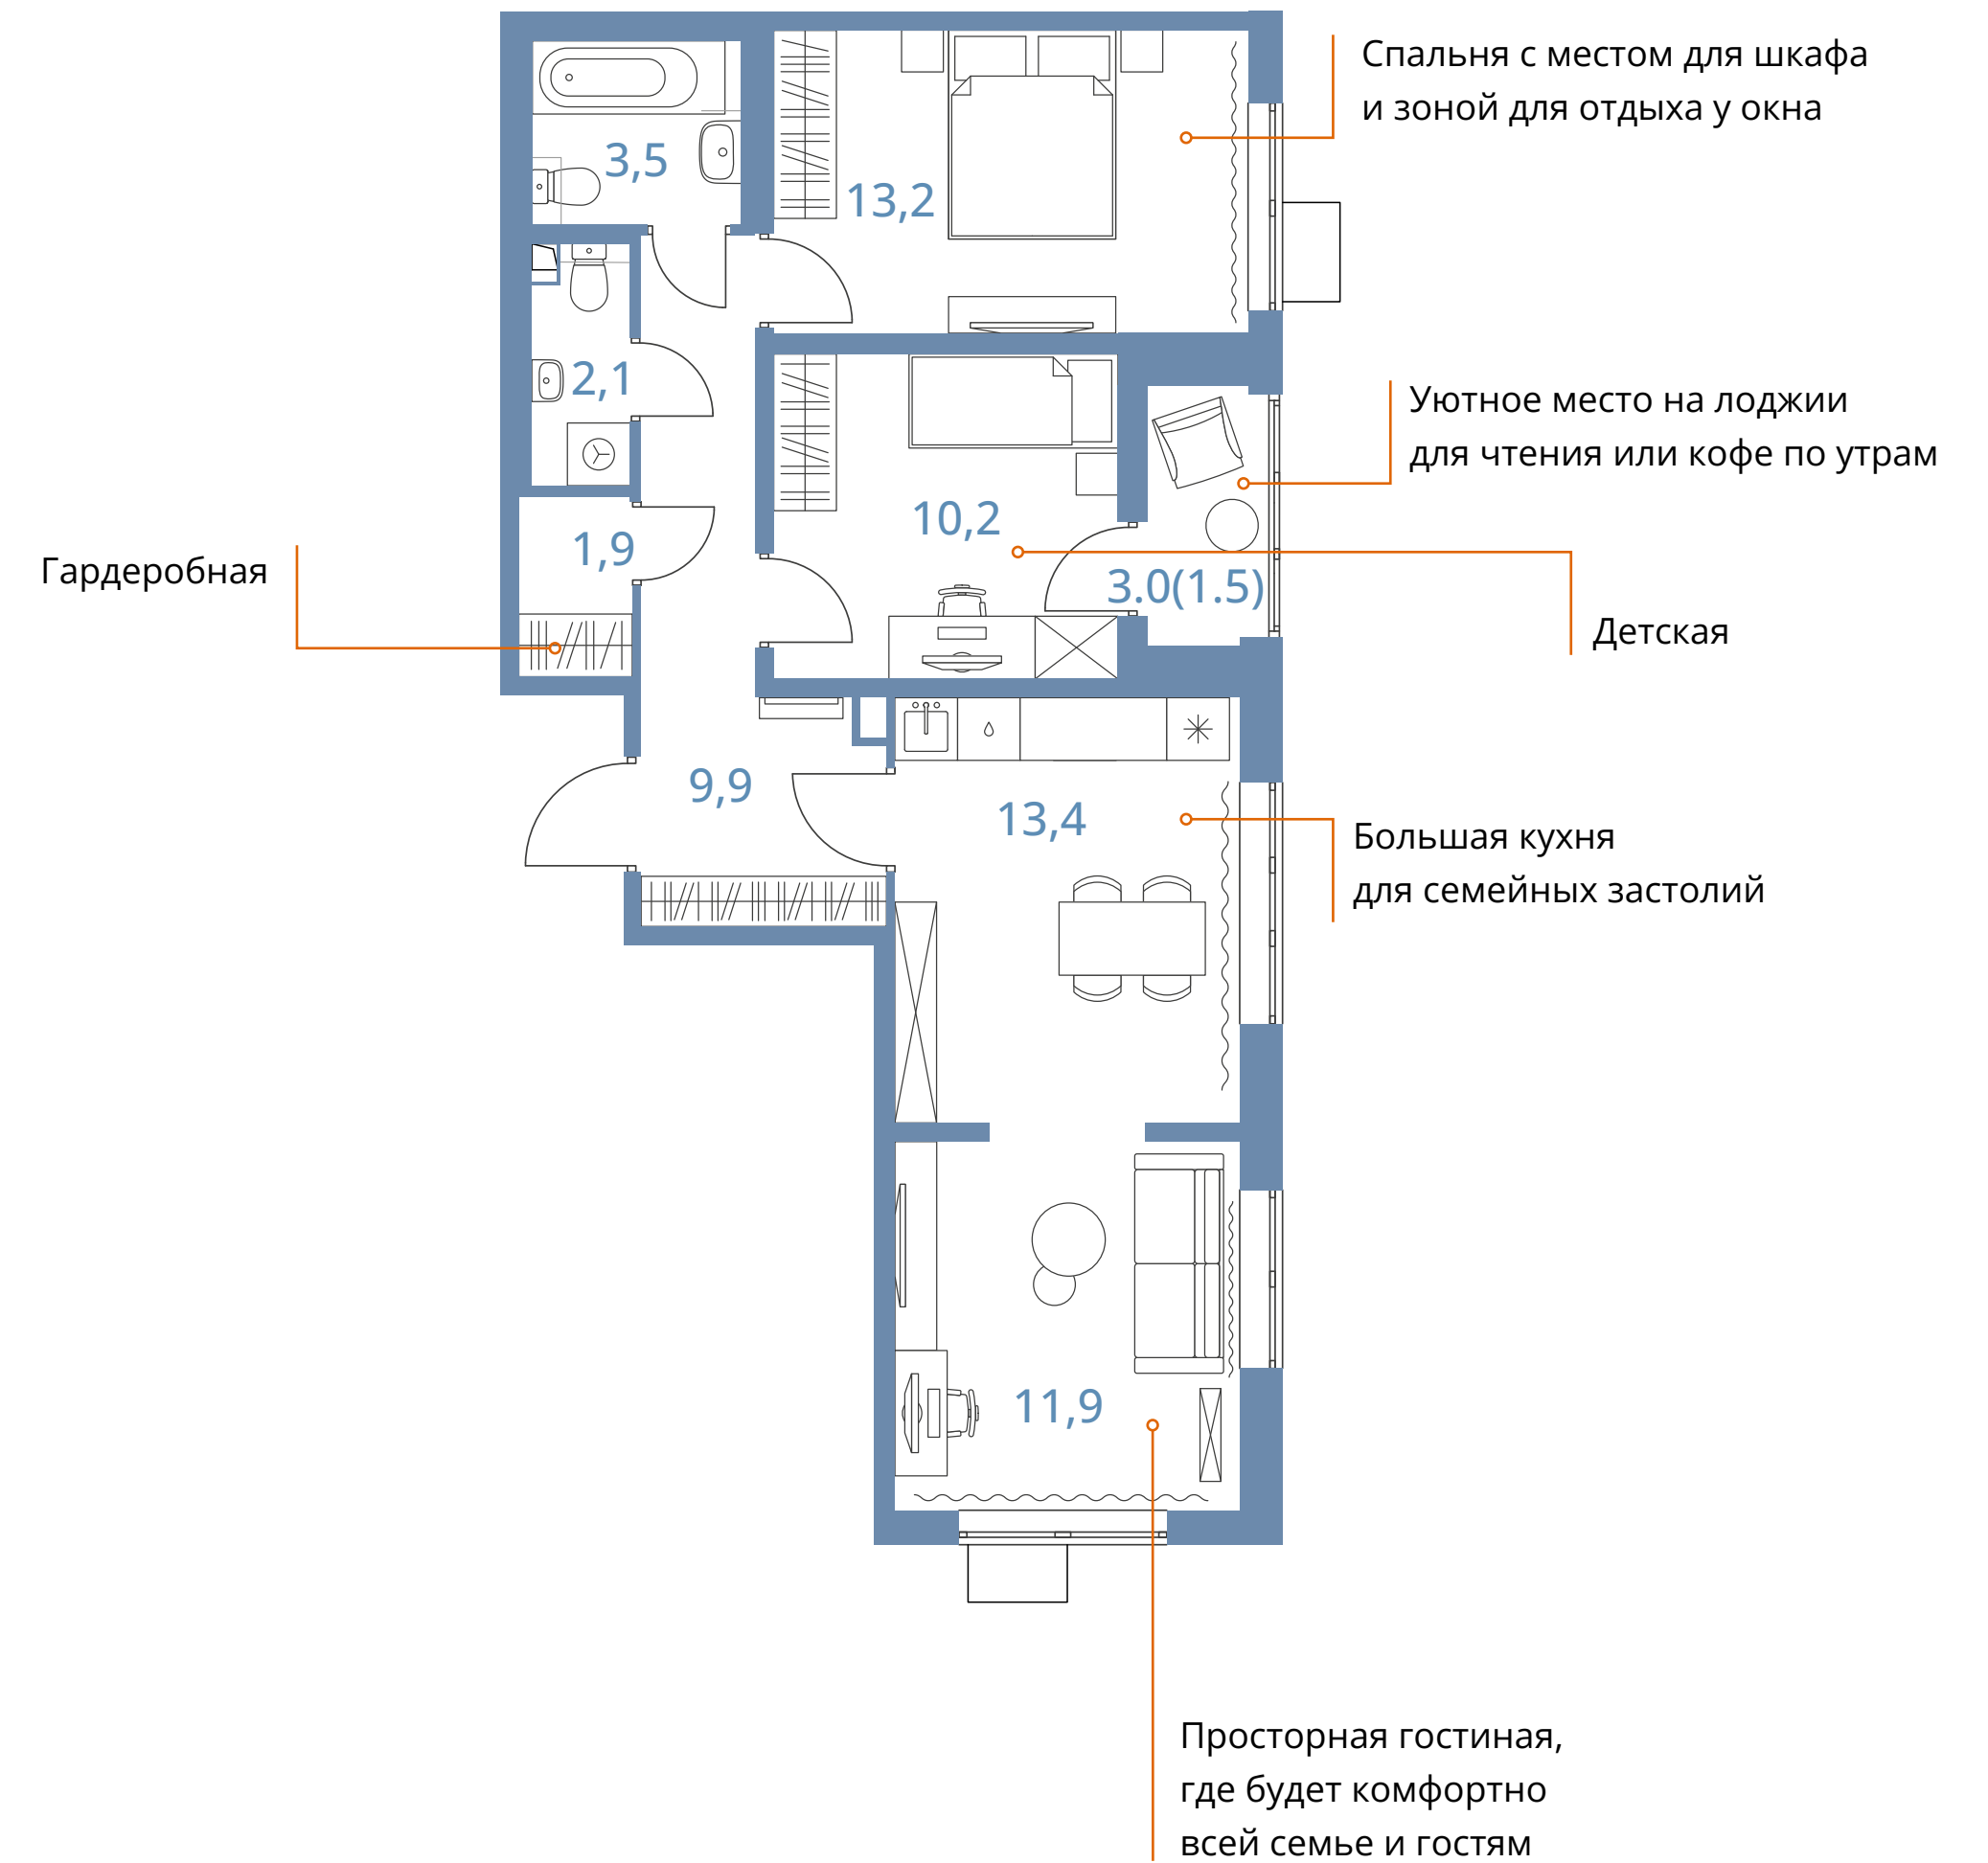 Спальня с местом для шкафа
и зоной для отдыха у окна
3,5
13,2
2,1
Уютное место на лоджии
для чтения или кофе по утрам
10,2
1,9
Гардеробная
3.0(1.5)
Детская
9,9
13,4
Большая кухня
для семейных застолий
11,9
Просторная гостиная,
где будет комфортно
всей семье и гостям